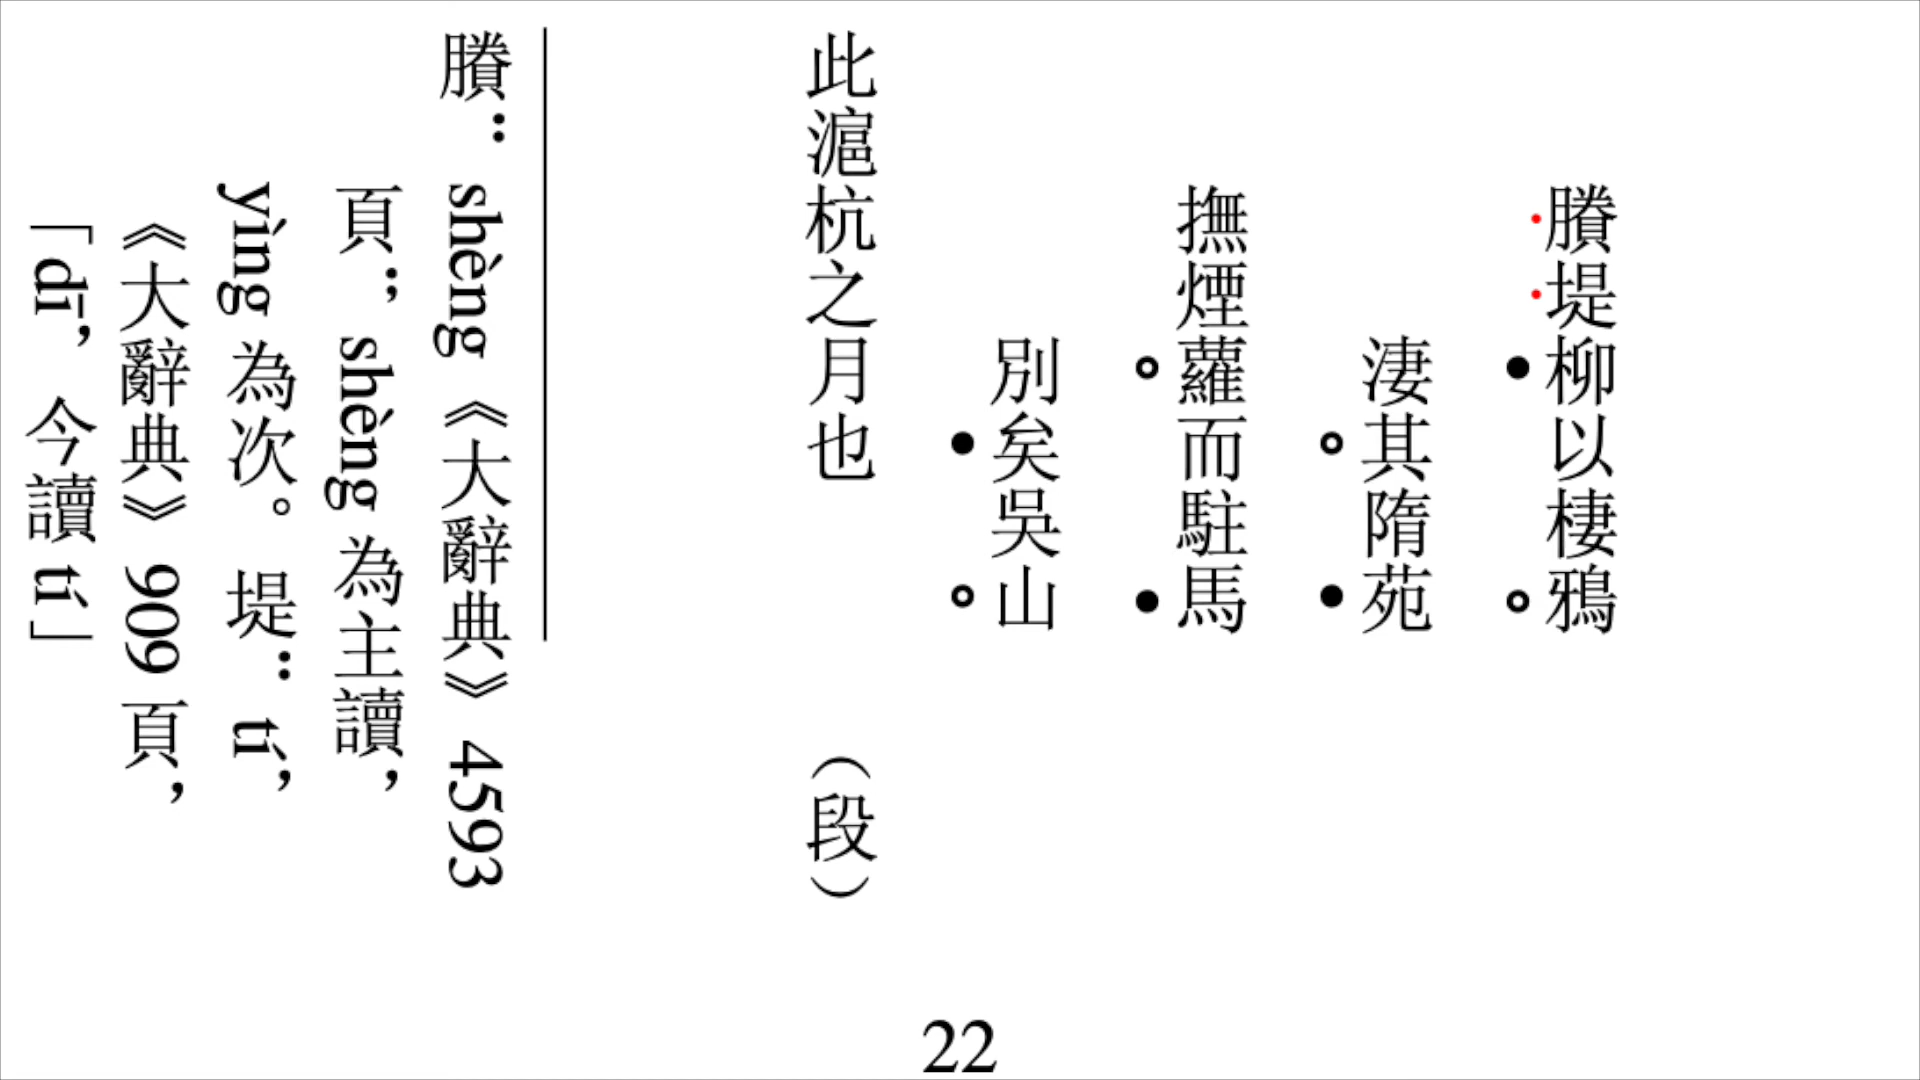 賸堤柳以棲鴉
淒其隋苑
撫煙蘿而駐馬
別矣吳山
此滬杭之月也 （段）
賸： shèng《大辭典》4593
頁； shèng 為主讀，
yìng 為次。 堤： tí，
《大辭典》909 頁，
「dī，今讀 tí」
22